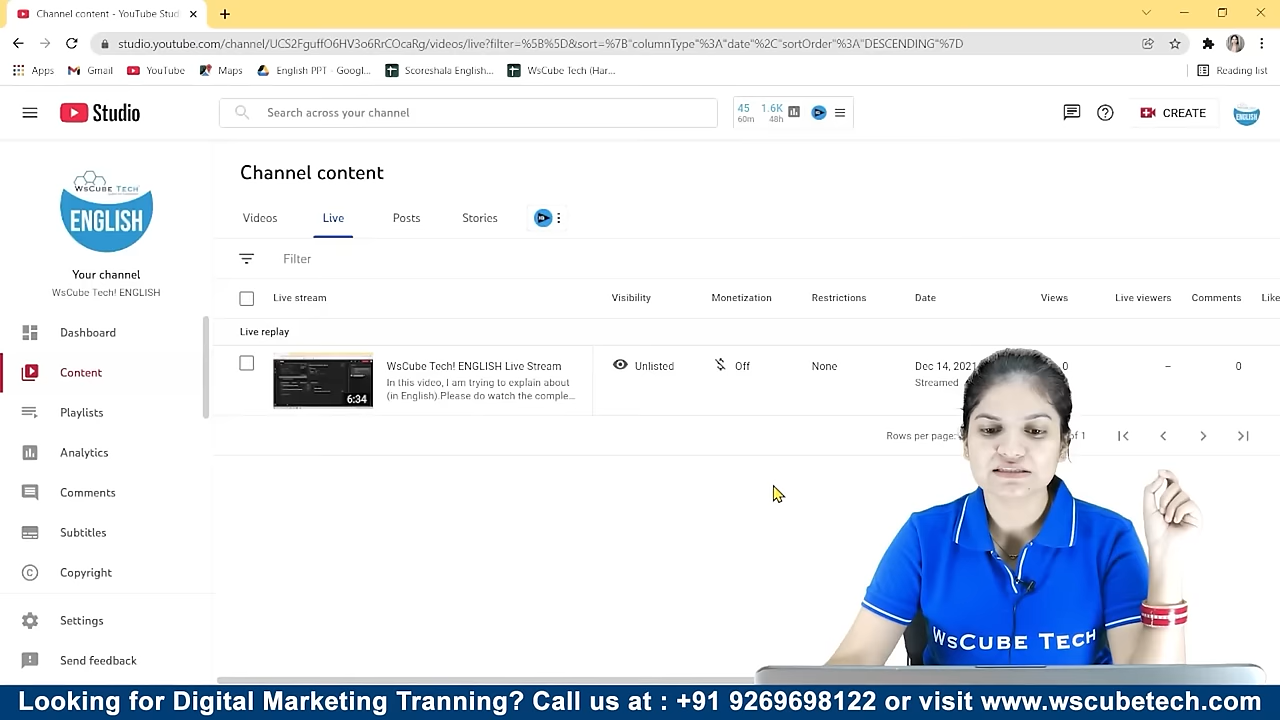 Channel content - YouTube Stud
studio.youtube.com/channel/UCS2FguffO6HV3o6RrCOcaRg/videos/live?filter=%5B%5D&sort=%7B"columnType"%3A"date"%2C"sortOrder"%3A"DESCENDING"%7D
Apps Gmail YouTube Maps English PPT - Googl... Scoreshala English... WsCube Tech (Har... Reading list
Studio Search across your channel 45 60m 1.6K 48h CREATE ENGLISH
WsCube Tech
ENGLISH
Your channel
WsCube Tech! ENGLISH
Dashboard
Content
Playlists
Analytics
Comments
Subtitles
Copyright
Settings
Send feedback
Channel content
Videos Live Posts Stories
Filter
Live stream Visibility Monetization Restrictions Date Views Live viewers Comments Like
Live replay
6:34
WsCube Tech! ENGLISH Live Stream Unlisted Off None Dec 14, 2021 0 – 0
In this video, I am trying to explain about Streamed
(in English).Please do watch the comple...
Rows per page: of 1
WsCube Tech
Looking for Digital Marketing Tranning? Call us at : +91 9269698122 or visit www.wscubetech.com